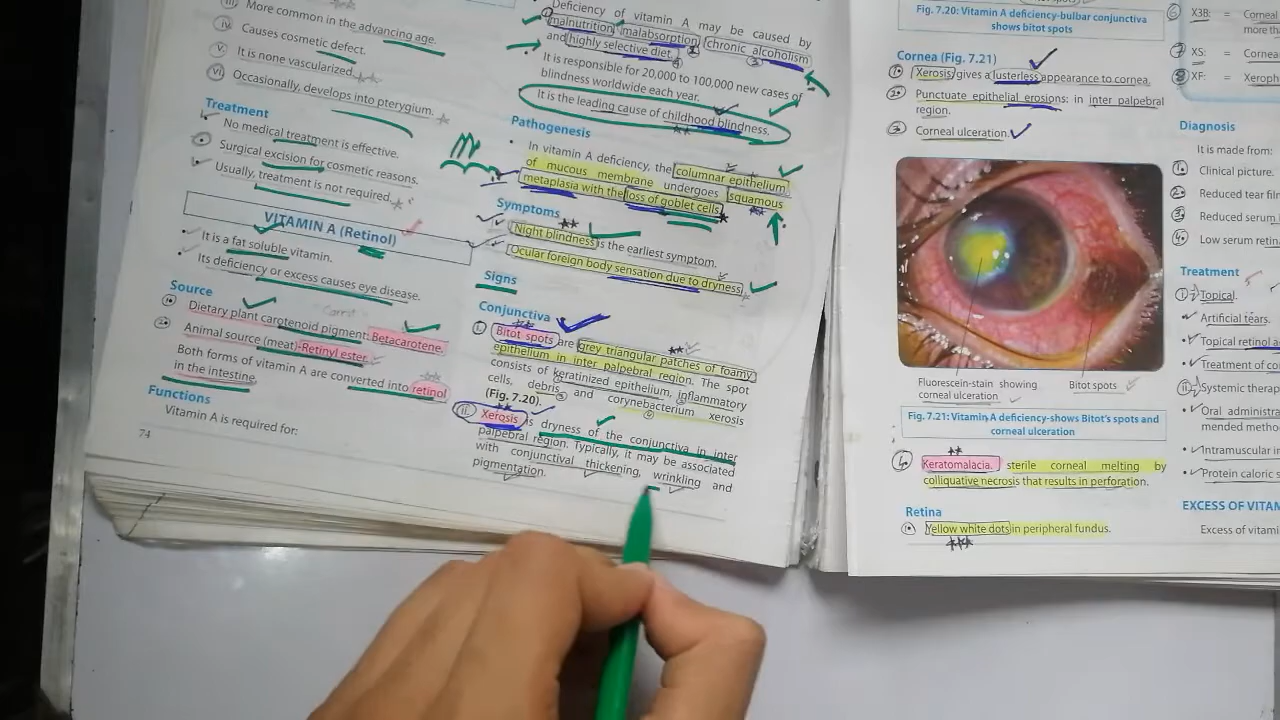 iii More common in the advancing age.
iv Causes cosmetic defect.
v It is none vascularized.
vi Occasionally, develops into pterygium.
Treatment
No medical treatment is effective.
Surgical excision for cosmetic reasons.
Usually, treatment is not required.
VITAMIN A (Retinol)
It is a fat soluble vitamin.
Its deficiency or excess causes eye disease.
Source
Dietary plant carotenoid pigment: Betacarotene.
Animal source (meat)-Retinyl ester.
Both forms of vitamin A are converted into retinol
in the intestine.
Functions
Vitamin A is required for:
74
Deficiency of vitamin A may be caused by
malnutrition, malabsorption, chronic alcoholism
and highly selective diet.
It is responsible for 20,000 to 100,000 new cases of
blindness worldwide each year.
It is the leading cause of childhood blindness.
Pathogenesis
In vitamin A deficiency, the columnar epithelium
of mucous membrane undergoes squamous
metaplasia with the loss of goblet cells.
Symptoms
Night blindness is the earliest symptom.
Ocular foreign body sensation due to dryness.
Signs
Conjunctiva
i. Bitot spots are grey triangular patches of foamy
epithelium in inter palpebral region. The spot
consists of keratinized epithelium, inflammatory
cells, debris and corynebacterium xerosis
(Fig. 7.20).
ii. Xerosis is dryness of the conjunctiva in inter
palpebral region. Typically, it may be associated
with conjunctival thickening, wrinkling and
pigmentation.
Fig. 7.20: Vitamin A deficiency-bulbar conjunctiva
shows bitot spots
Cornea (Fig. 7.21)
Xerosis gives a lusterless appearance to cornea.
Punctuate epithelial erosions: in inter palpebral
region.
Corneal ulceration.
Fluorescein-stain showing
corneal ulceration
Bitot spots
Fig. 7.21: Vitamin A deficiency-shows Bitot's spots and
corneal ulceration
Keratomalacia. sterile corneal melting by
colliquative necrosis that results in perforation.
Retina
Yellow white dots in peripheral fundus.
X3B: = Corneal
more tha
XS: = Cornea
XF: = Xeroph
Diagnosis
It is made from:
Clinical picture.
Reduced tear fil
Reduced serum
Low serum retin
Treatment
Topical.
Artificial tears.
Topical retinol a
Treatment of co
Systemic therap
Oral administra
mended metho
Intramuscular i
Protein caloric
EXCESS OF VITAM
Excess of vitami